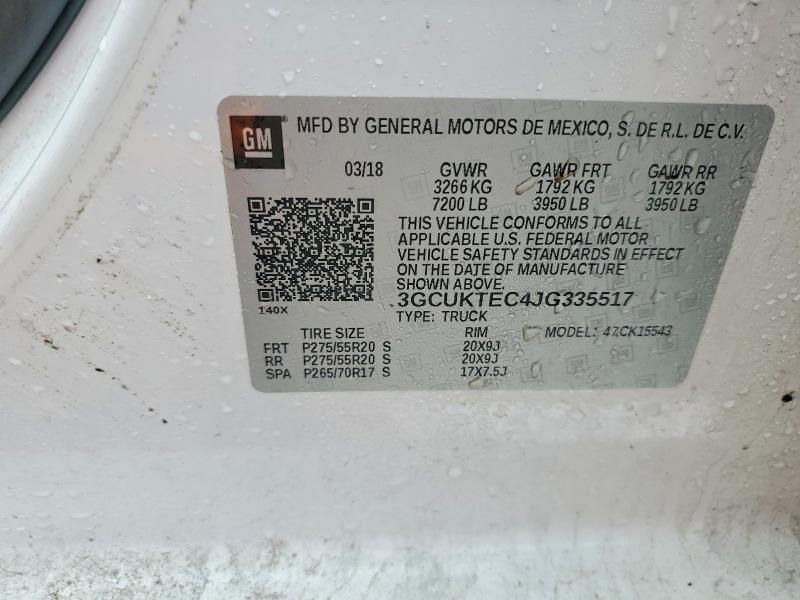 GM MFD BY GENERAL MOTORS DE MEXICO, S. DE R.L. DE C.V.
03/18 GVWR GAWR FRT GAWR RR
3266 KG 1792 KG 1792 KG
7200 LB 3950 LB 3950 LB
THIS VEHICLE CONFORMS TO ALL
APPLICABLE U.S. FEDERAL MOTOR
VEHICLE SAFETY STANDARDS IN EFFECT
ON THE DATE OF MANUFACTURE
SHOWN ABOVE.
3GCUKTEC4JG335517
140X
TYPE: TRUCK
TIRE SIZE RIM MODEL: 47.CK15543
FRT P275/55R20 S 20X9J
RR P275/55R20 S 20X9J
SPA P265/70R17 S 17X7.5J